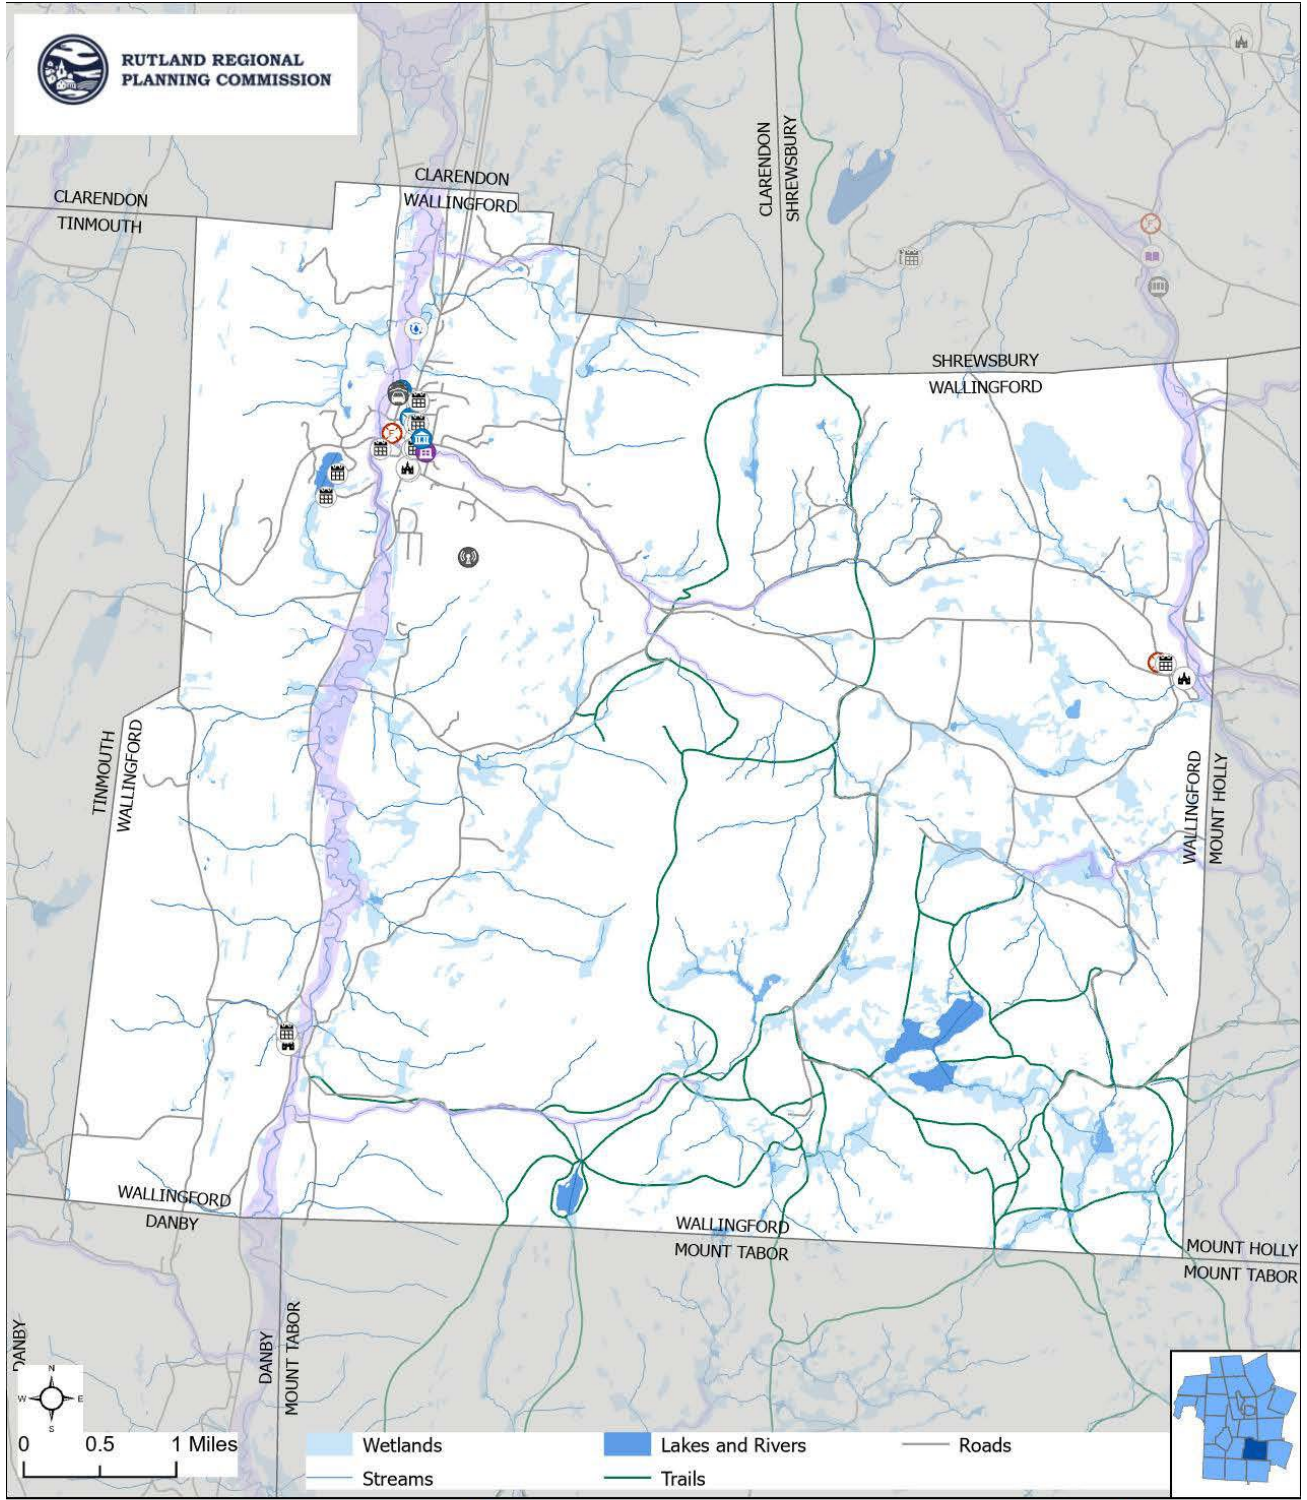 RUTLAND REGIONAL
PLANNING COMMISSION
CLARENDON
WALLINGFORD
CLARENDON
TINMOUTH
CLARENDON
SHREWSBURY
SHREWSBURY
WALLINGFORD
TINMOUTH
WALLINGFORD
WALLINGFORD
MOUNT HOLLY
WALLINGFORD
DANBY
WALLINGFORD
MOUNT TABOR
MOUNT HOLLY
MOUNT TABOR
DANBY
DANBY
MOUNT TABOR
N
W E
S
0 0.5 1 Miles
Wetlands
Lakes and Rivers
Roads
Streams
Trails